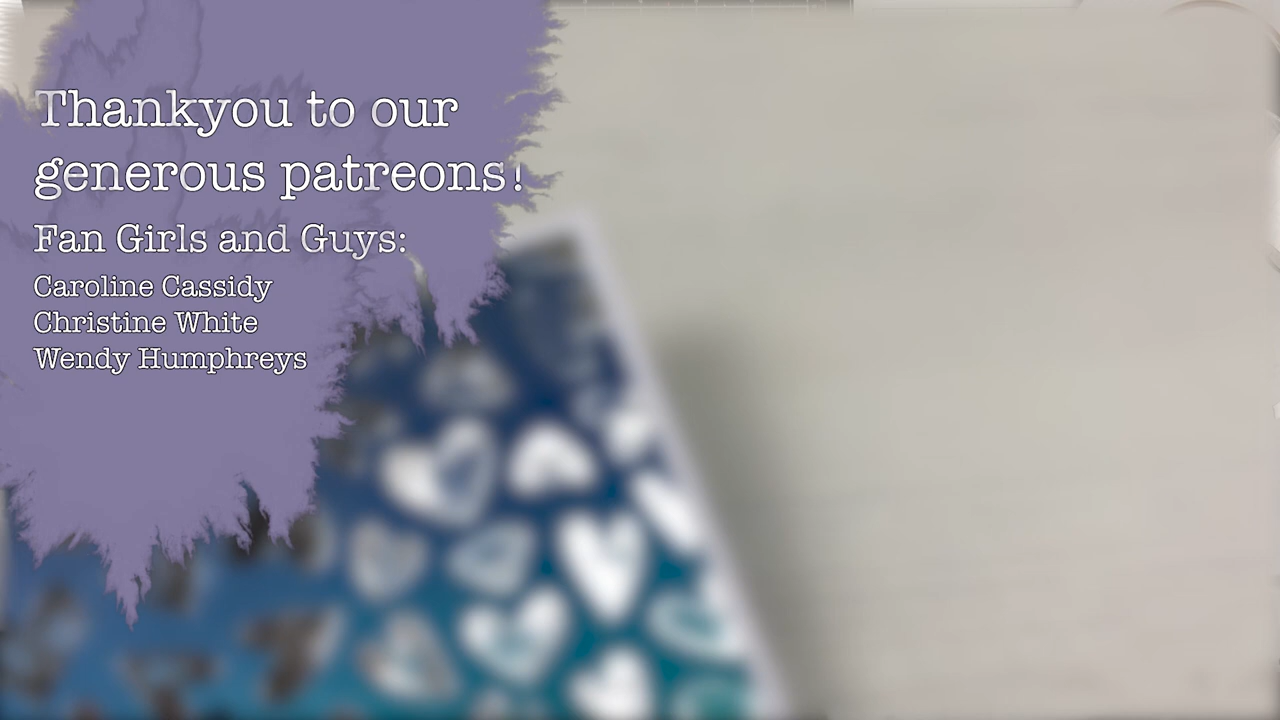 Thankyou to our
generous patreons!
Fan Girls and Guys:
Caroline Cassidy
Christine White
Wendy Humphreys